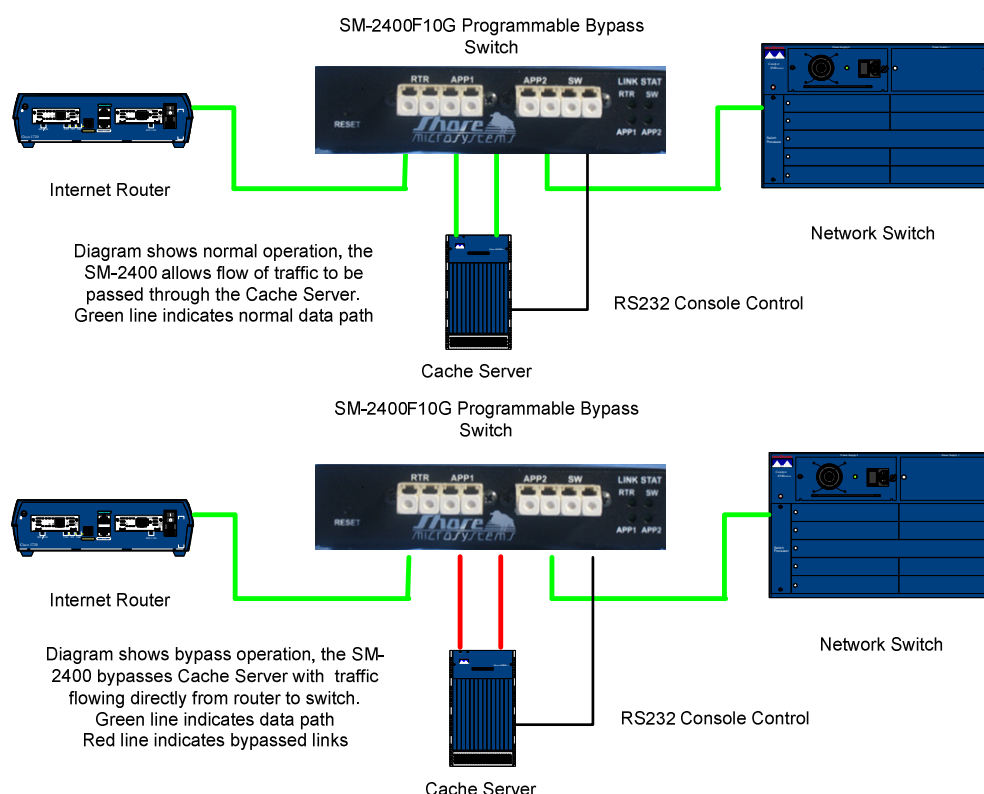 SM-2400F10G Programmable Bypass
Switch
RTR APP1 APP2 SW LINK STAT
RTR SW
RESET
Shore
microsystems
APP1 APP2
Internet Router
Network Switch
Diagram shows normal operation, the
SM-2400 allows flow of traffic to be
passed through the Cache Server.
Green line indicates normal data path
RS232 Console Control
Cache Server
SM-2400F10G Programmable Bypass
Switch
RTR APP1 APP2 SW LINK STAT
RTR SW
RESET
Shore
microsystems
APP1 APP2
Internet Router
Network Switch
Diagram shows bypass operation, the SM-
2400 bypasses Cache Server with traffic
flowing directly from router to switch.
Green line indicates data path
Red line indicates bypassed links
RS232 Console Control
Cache Server